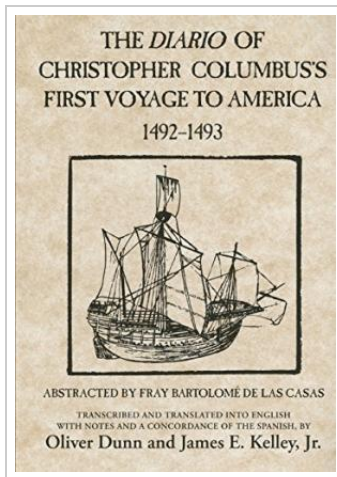 THE DIARIO OF
CHRISTOPHER COLUMBUS'S
FIRST VOYAGE TO AMERICA
1492-1493
ABSTRACTED BY FRAY BARTOLOMÉ DE LAS CASAS
TRANSCRIBED AND TRANSLATED INTO ENGLISH
WITH NOTES AND A CONCORDANCE OF THE SPANISH, BY
Oliver Dunn and James E. Kelley, Jr.